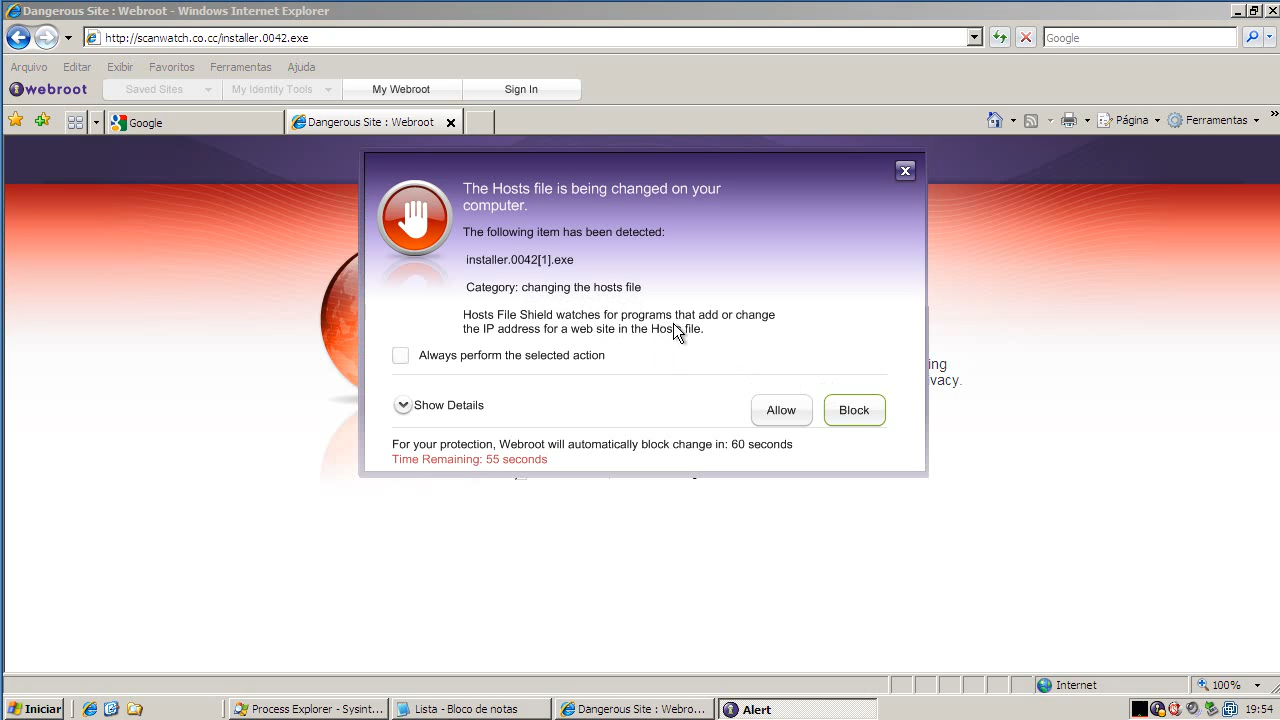 Dangerous Site : Webroot - Windows Internet Explorer
http://scanwatch.co.cc/installer.0042.exe
Google
Arquivo Editar Exibir Favoritos Ferramentas Ajuda
webroot Saved Sites My Identity Tools My Webroot Sign In
Google Dangerous Site : Webroot Página Ferramentas
The Hosts file is being changed on your
computer.
The following item has been detected:
installer.0042[1].exe
Category: changing the hosts file
Hosts File Shield watches for programs that add or change
the IP address for a web site in the Hosts file.
Always perform the selected action
ing
vacy.
Show Details Allow Block
For your protection, Webroot will automatically block change in: 60 seconds
Time Remaining: 55 seconds
Internet 100%
Iniciar Process Explorer - Sysint... Lista - Bloco de notas Dangerous Site : Webro... Alert 19:54